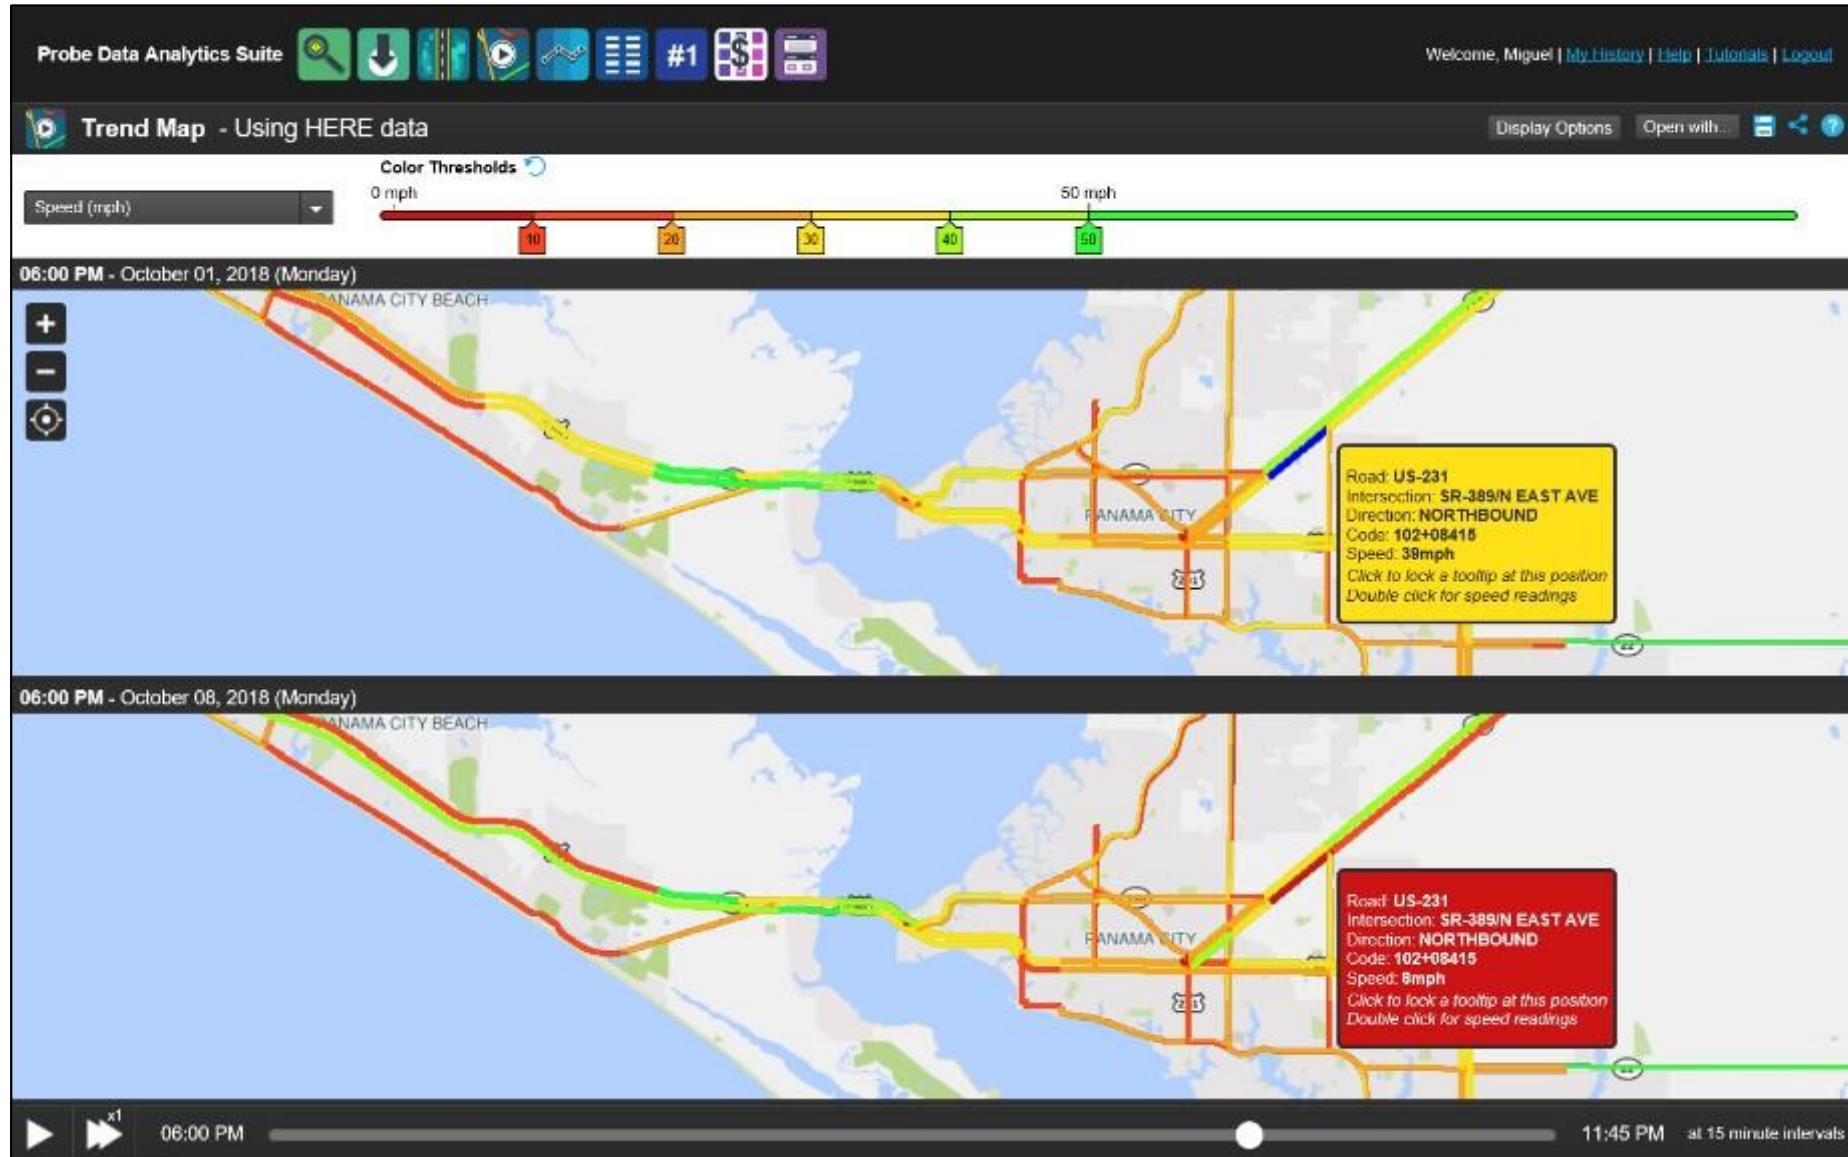 Probe Data Analytics Suite
#1
$
Welcome, Miguel | My History | Help | Tutorials | Logout
Trend Map - Using HERE data
Display Options
Open with...
?
Color Thresholds
Speed (mph)
0 mph
50 mph
10
20
30
40
50
06:00 PM - October 01, 2018 (Monday)
PANAMA CITY BEACH
+
−
Road: US-231
Intersection: SR-389/N EAST AVE
Direction: NORTHBOUND
Code: 102+08415
Speed: 39mph
Click to lock a tooltip at this position
Double click for speed readings
PANAMA CITY
22
06:00 PM - October 08, 2018 (Monday)
PANAMA CITY BEACH
Road: US-231
Intersection: SR-389/N EAST AVE
Direction: NORTHBOUND
Code: 102+08415
Speed: 8mph
Click to lock a tooltip at this position
Double click for speed readings
PANAMA CITY
x1
06:00 PM
11:45 PM
at 15 minute intervals